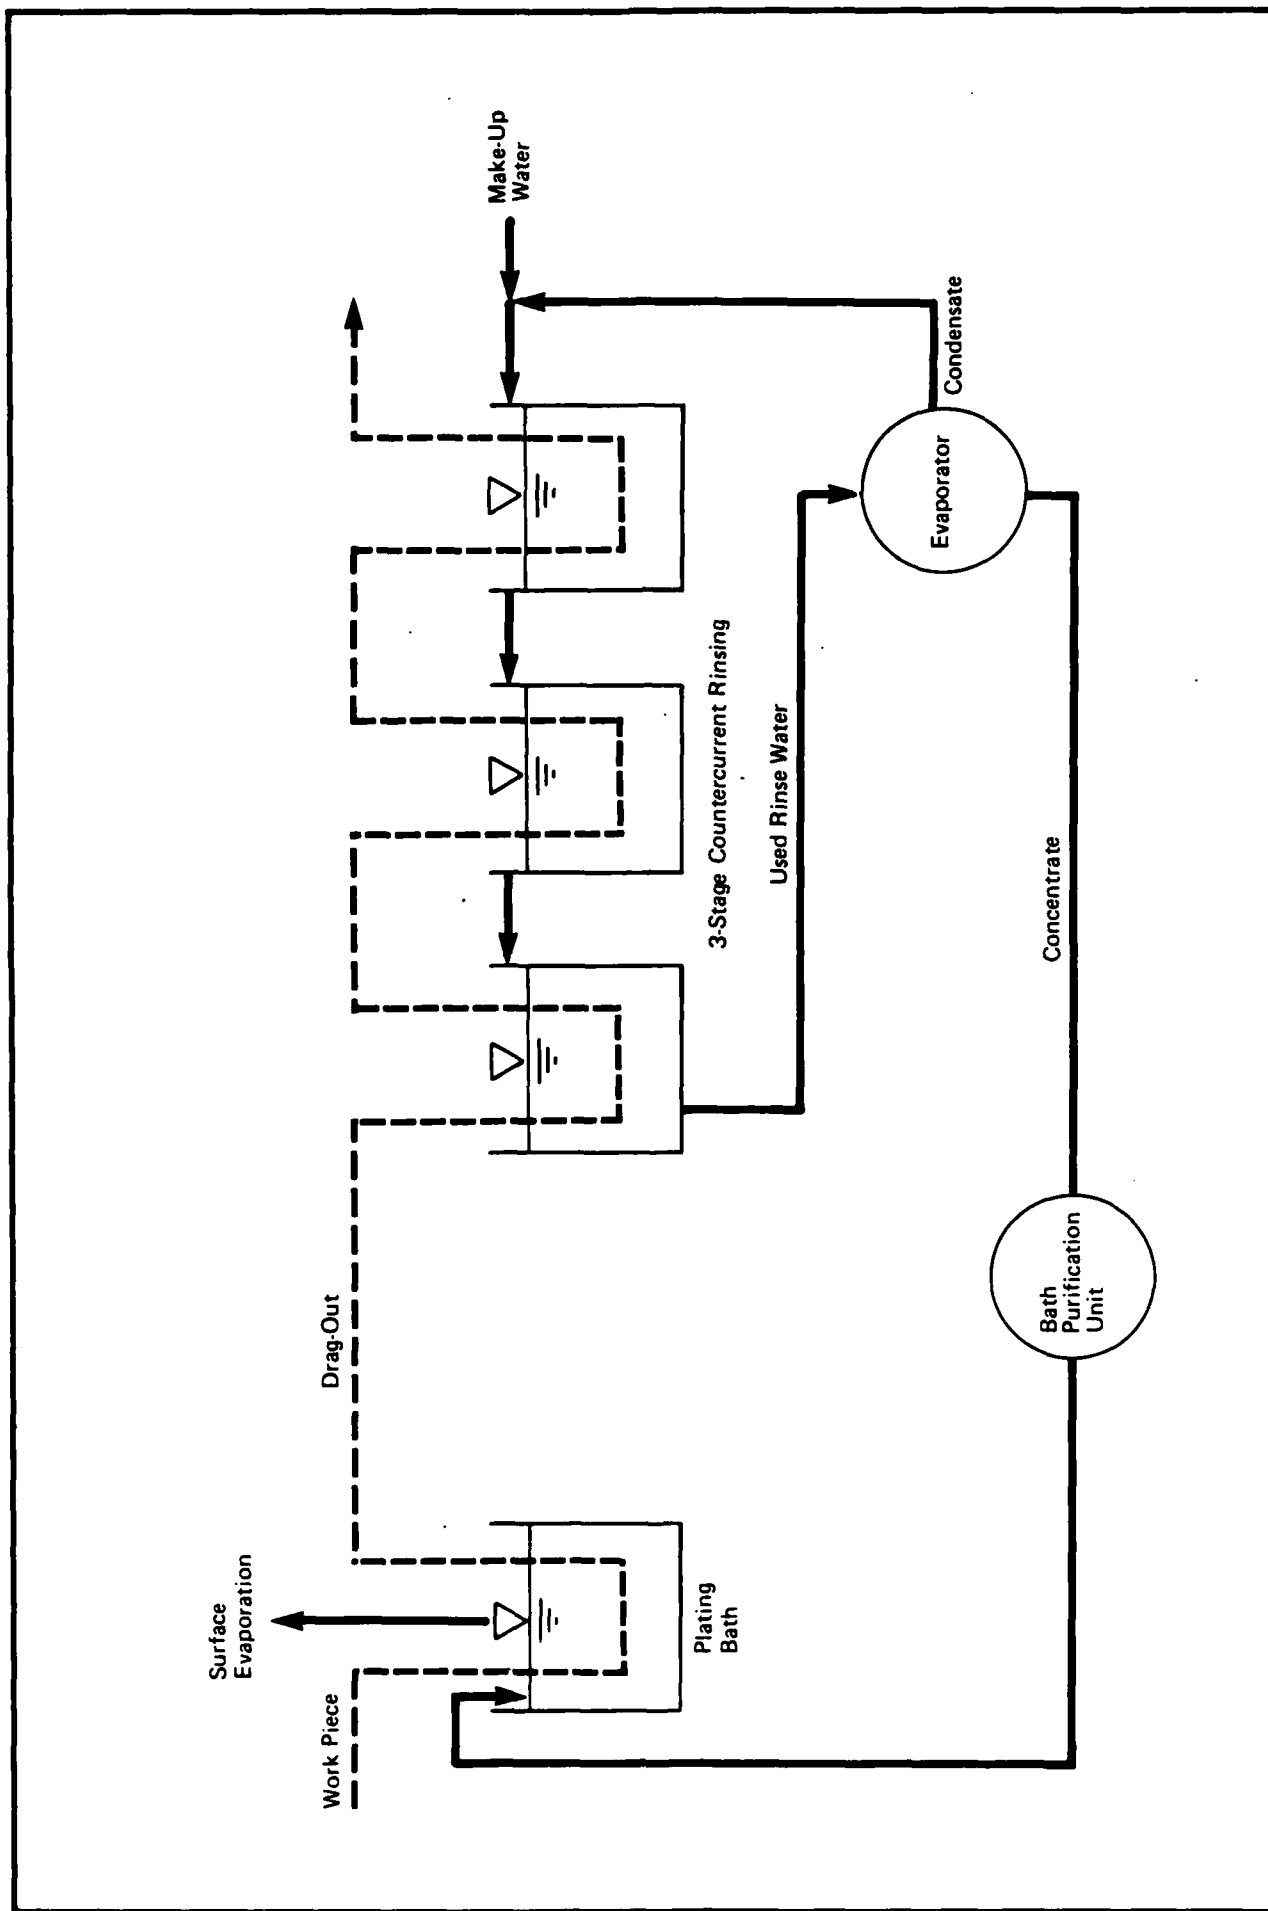 Surface
Evaporation
Work Piece
Drag-Out
Make-Up
Water
Plating
Bath
3-Stage Countercurrent Rinsing
Used Rinse Water
Evaporator
Condensate
Bath
Purification
Unit
Concentrate